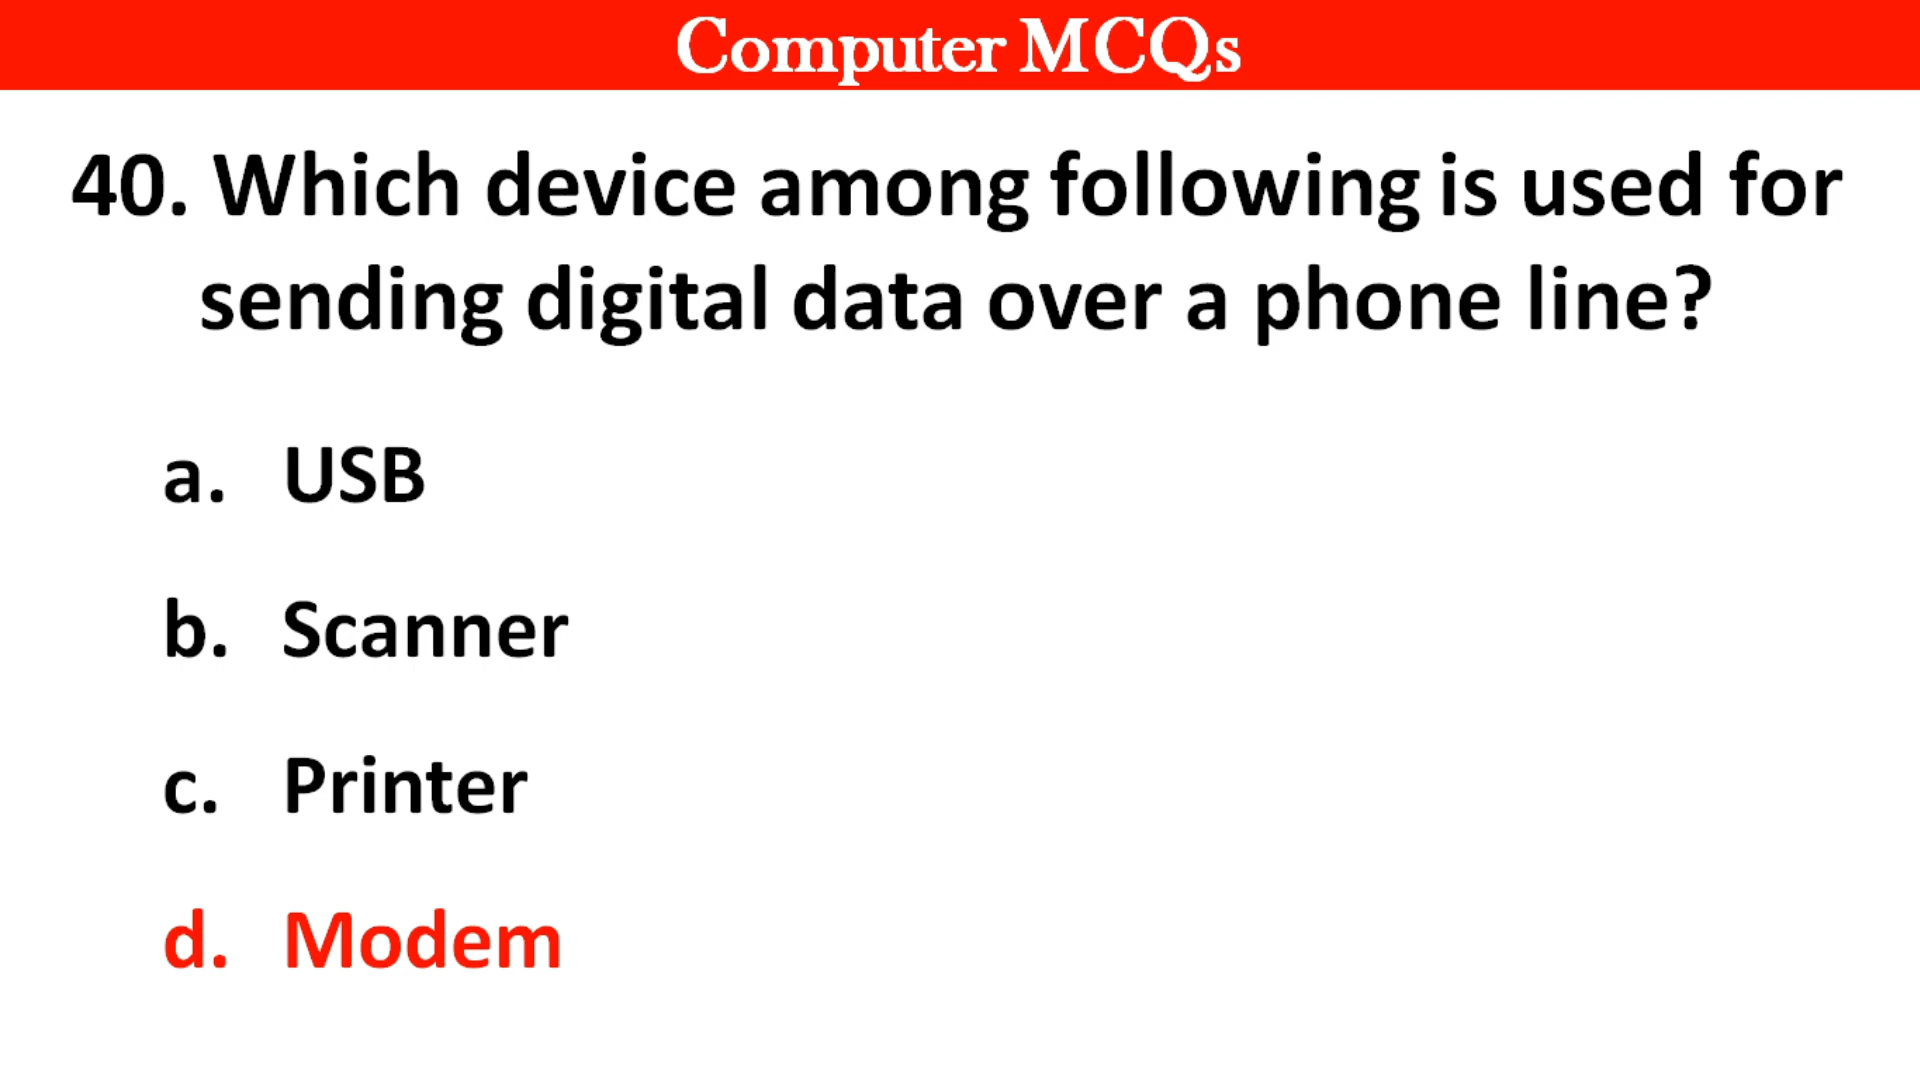 Computer MCQs
40. Which device among following is used for
sending digital data over a phone line?
a. USB
b. Scanner
c. Printer
d. Modem